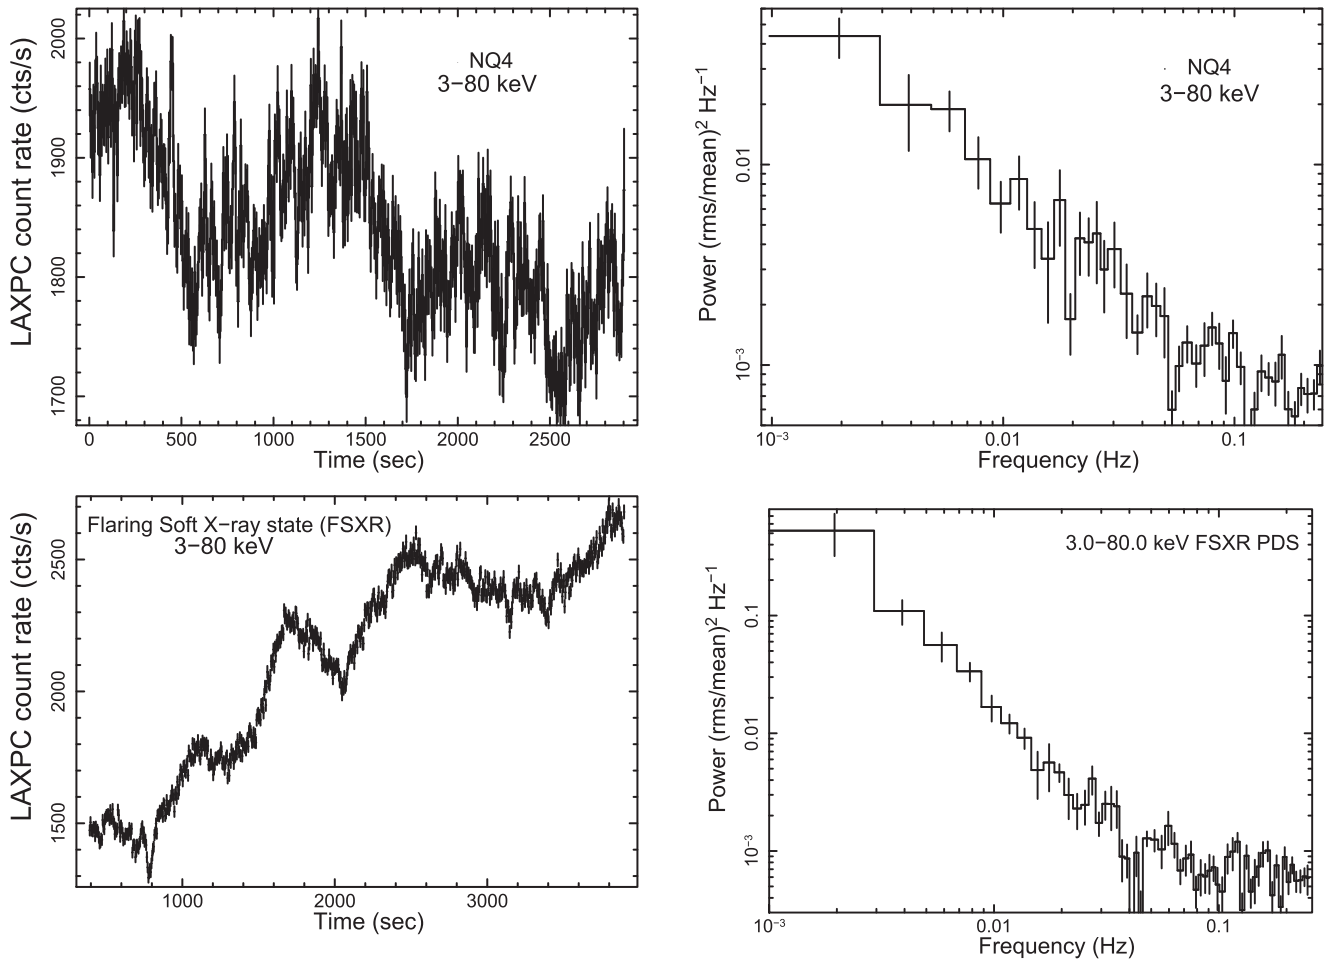 NQ4
3−80 keV
LAXPC count rate (cts/s)
2000
1900
1800
1700
0 500 1000 1500 2000 2500
Time (sec)
NQ4
3−80 keV
Power (rms/mean)² Hz⁻¹
0.01
10⁻³
10⁻³ 0.01 0.1
Frequency (Hz)
Flaring Soft X−ray state (FSXR)
3−80 keV
LAXPC count rate (cts/s)
2500
2000
1500
1000 2000 3000
Time (sec)
3.0−80.0 keV FSXR PDS
Power (rms/mean)² Hz⁻¹
0.1
0.01
10⁻³
10⁻³ 0.01 0.1
Frequency (Hz)